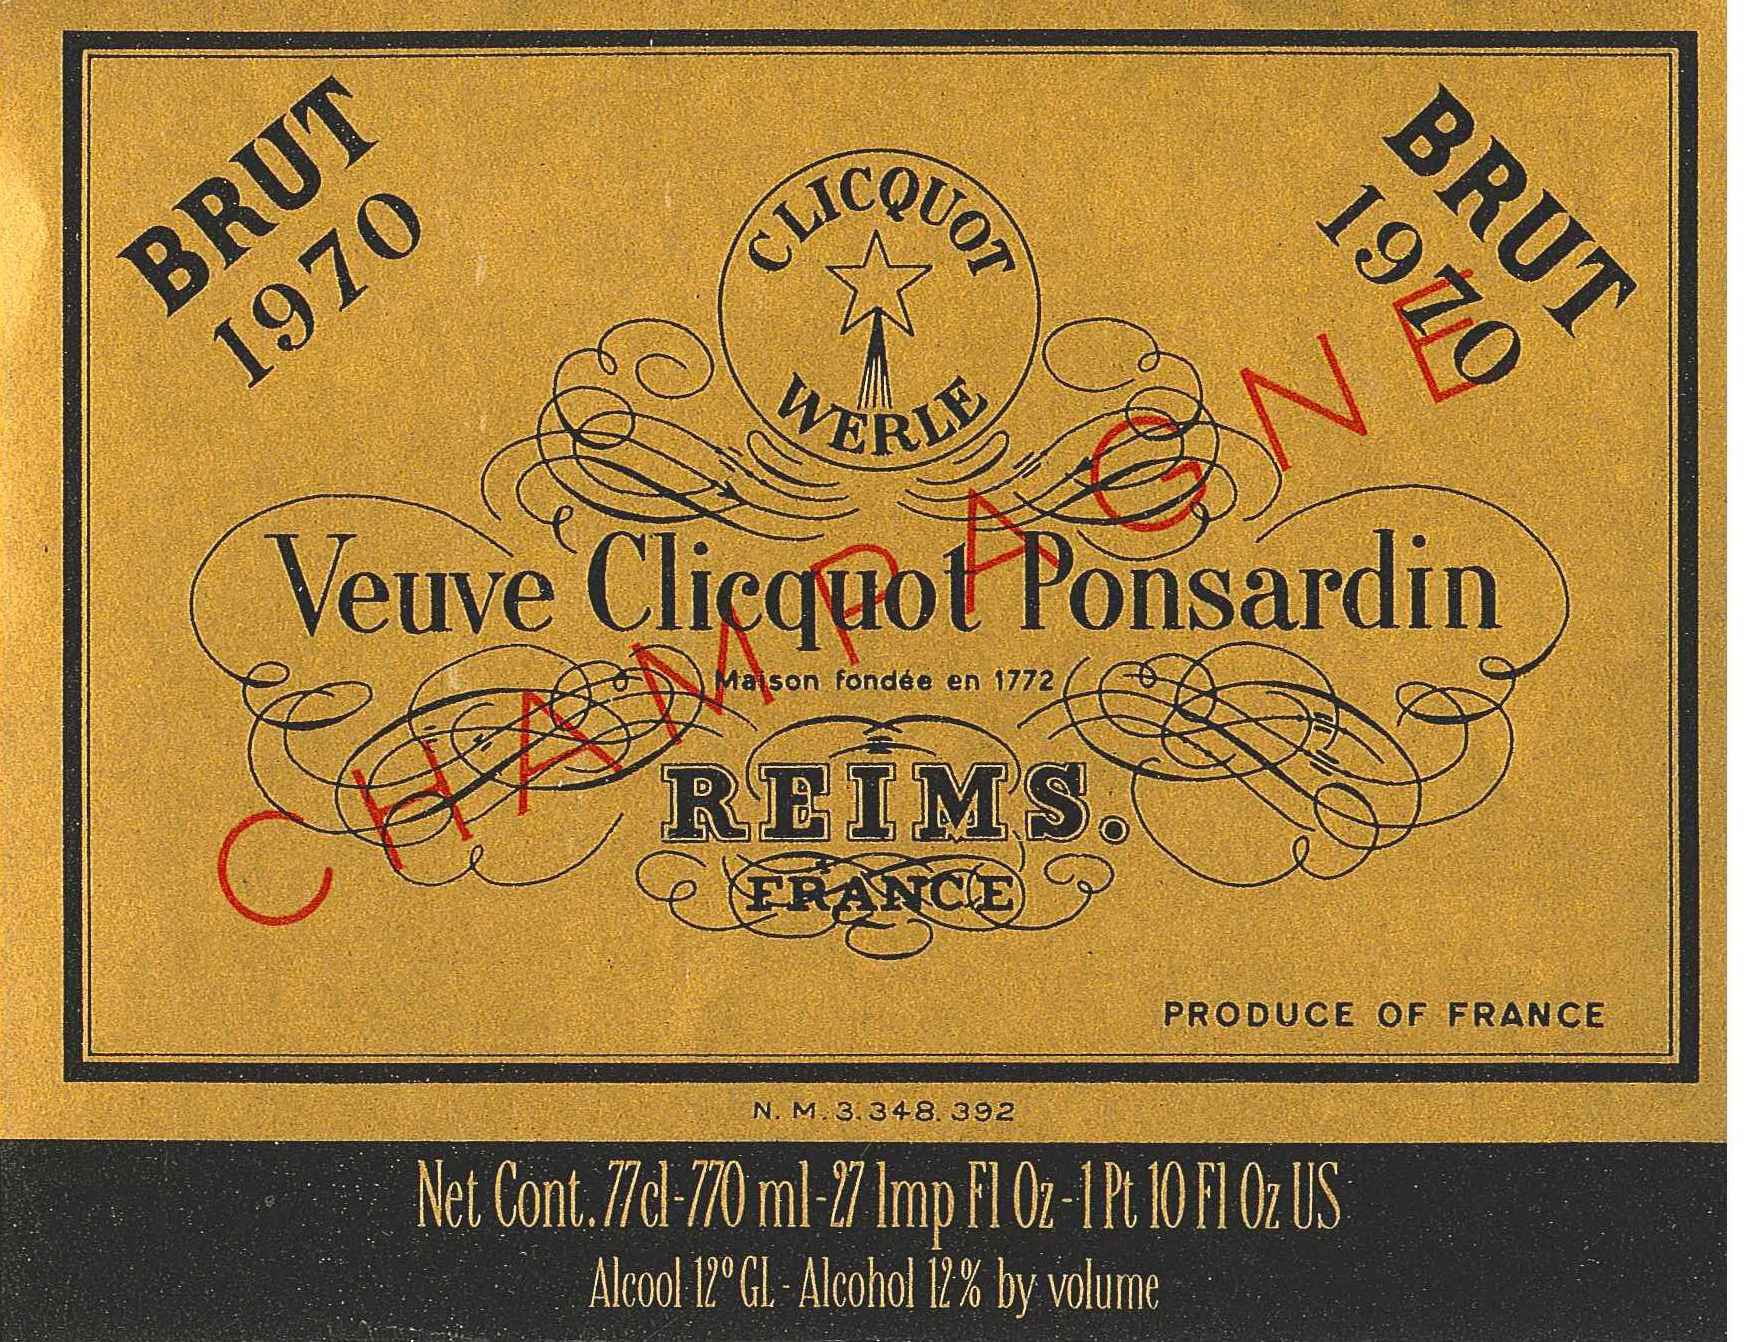 BRUT
1970
BRUT
1970
CLICQUOT
WERLE
CHAMPAGNE
Veuve Clicquot Ponsardin
Maison fondée en 1772
REIMS.
FRANCE
PRODUCE OF FRANCE
N. M. 3.348.392
Net Cont. 77cl-770 ml-27 Imp Fl Oz-1 Pt 10 Fl Oz US
Alcool 12° GL - Alcohol 12% by volume